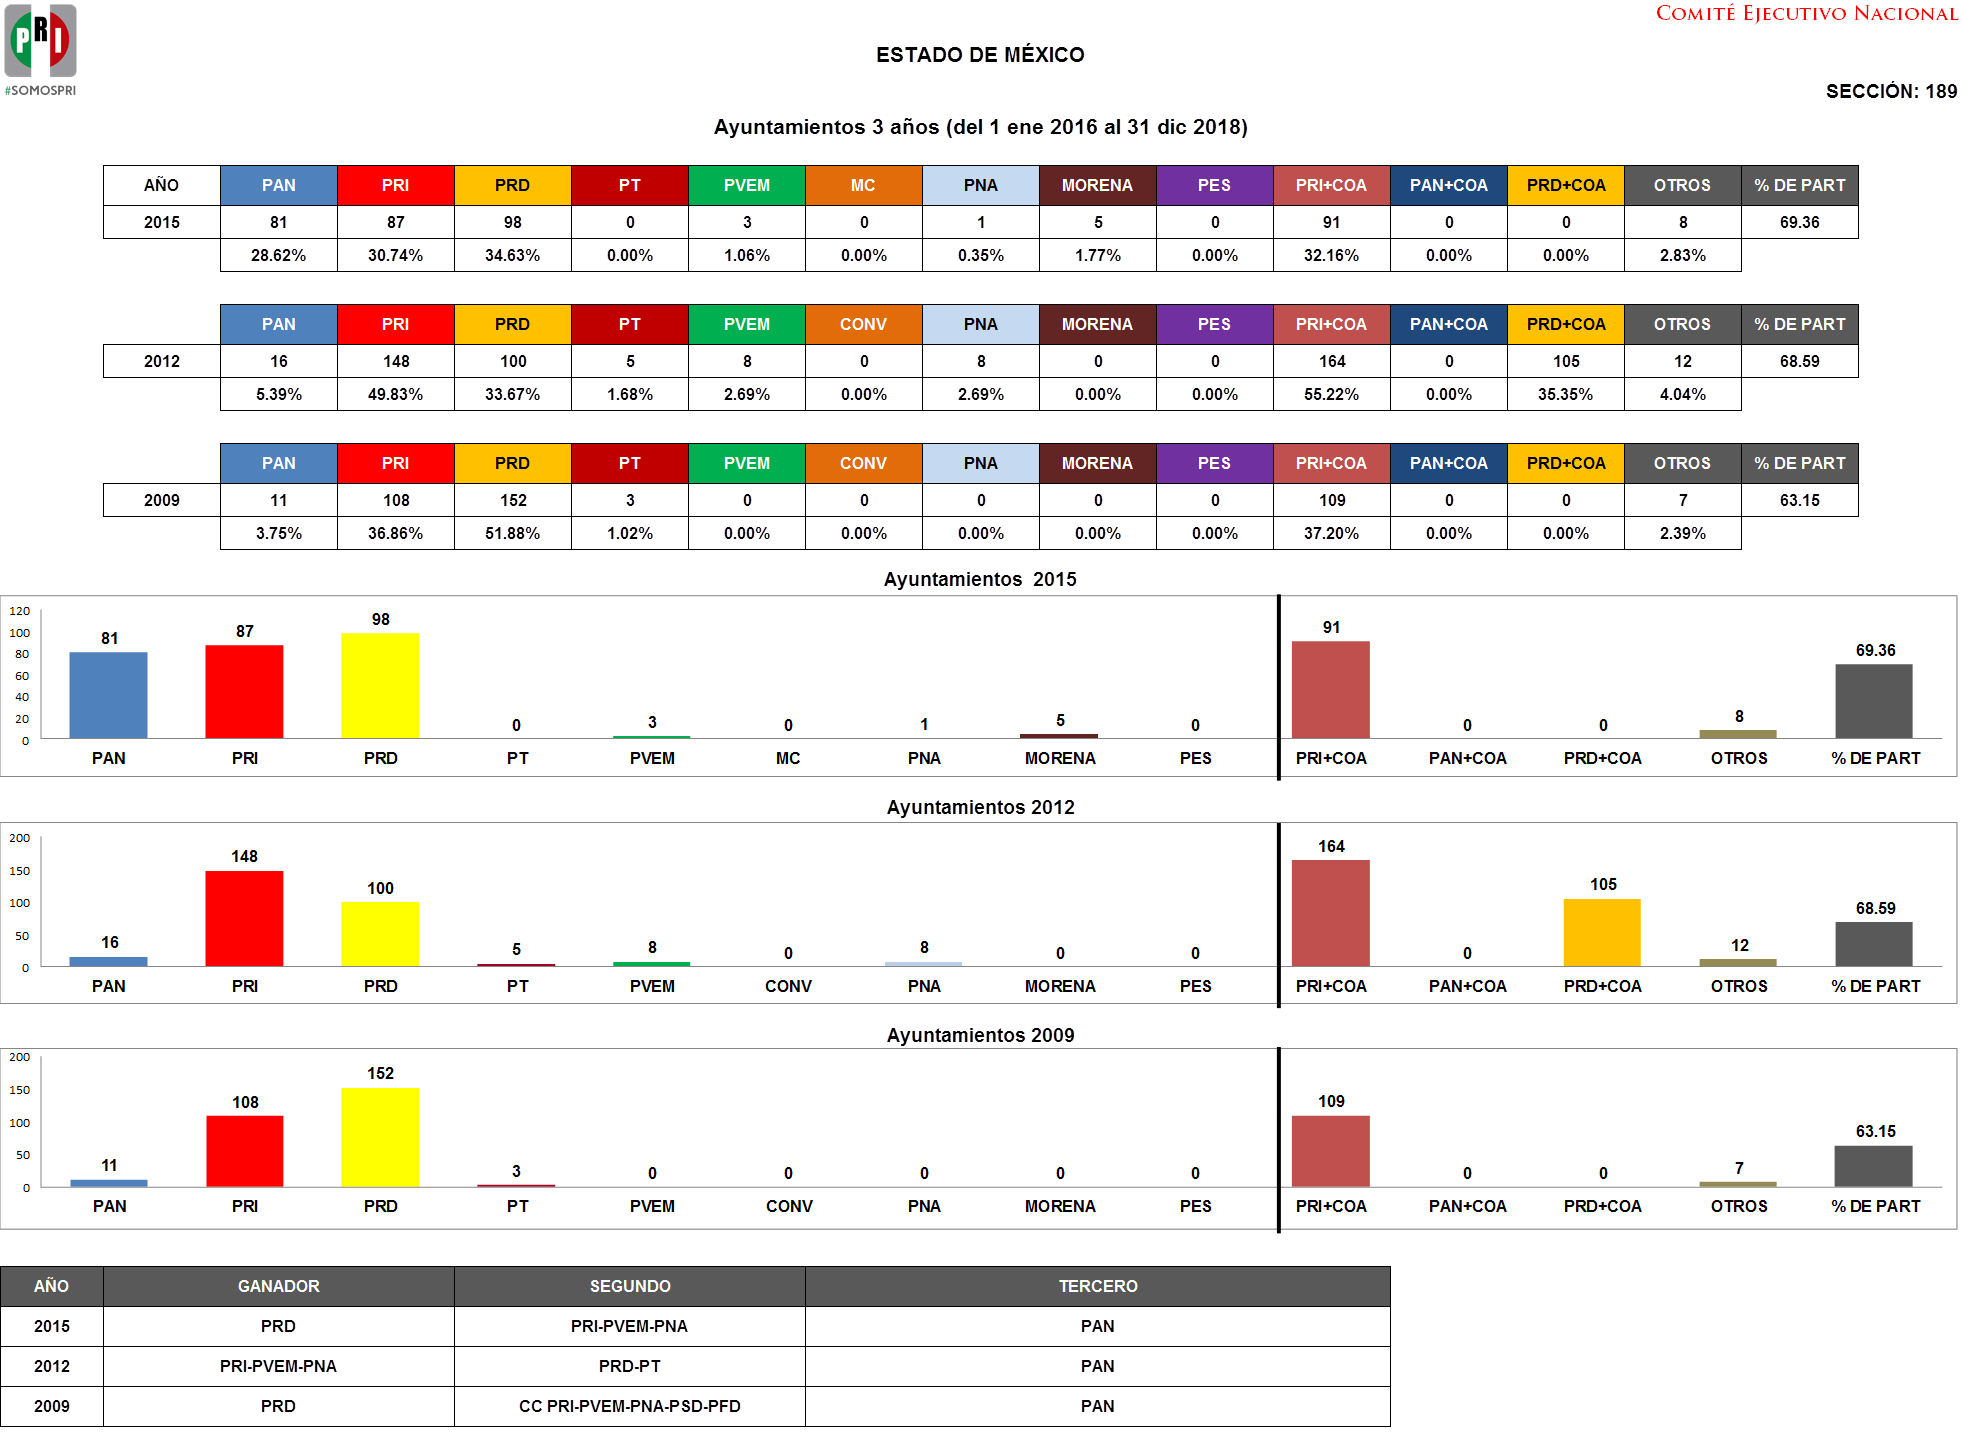 PRI
#SOMOSPRI
COMITÉ EJECUTIVO NACIONAL
ESTADO DE MÉXICO
SECCIÓN: 189
Ayuntamientos 3 años (del 1 ene 2016 al 31 dic 2018)
AÑO PAN PRI PRD PT PVEM MC PNA MORENA PES PRI+COA PAN+COA PRD+COA OTROS % DE PART
2015 81 87 98 0 3 0 1 5 0 91 0 0 8 69.36
28.62% 30.74% 34.63% 0.00% 1.06% 0.00% 0.35% 1.77% 0.00% 32.16% 0.00% 0.00% 2.83%
PAN PRI PRD PT PVEM CONV PNA MORENA PES PRI+COA PAN+COA PRD+COA OTROS % DE PART
2012 16 148 100 5 8 0 8 0 0 164 0 105 12 68.59
5.39% 49.83% 33.67% 1.68% 2.69% 0.00% 2.69% 0.00% 0.00% 55.22% 0.00% 35.35% 4.04%
PAN PRI PRD PT PVEM CONV PNA MORENA PES PRI+COA PAN+COA PRD+COA OTROS % DE PART
2009 11 108 152 3 0 0 0 0 0 109 0 0 7 63.15
3.75% 36.86% 51.88% 1.02% 0.00% 0.00% 0.00% 0.00% 0.00% 37.20% 0.00% 0.00% 2.39%
Ayuntamientos 2015
120
100
80
60
40
20
0
81 87 98 0 3 0 1 5 0 91 0 0 8 69.36
PAN PRI PRD PT PVEM MC PNA MORENA PES PRI+COA PAN+COA PRD+COA OTROS % DE PART
Ayuntamientos 2012
200
150
100
50
0
16 148 100 5 8 0 8 0 0 164 0 105 12 68.59
PAN PRI PRD PT PVEM CONV PNA MORENA PES PRI+COA PAN+COA PRD+COA OTROS % DE PART
Ayuntamientos 2009
200
150
100
50
0
11 108 152 3 0 0 0 0 0 109 0 0 7 63.15
PAN PRI PRD PT PVEM CONV PNA MORENA PES PRI+COA PAN+COA PRD+COA OTROS % DE PART
AÑO GANADOR SEGUNDO TERCERO
2015 PRD PRI-PVEM-PNA PAN
2012 PRI-PVEM-PNA PRD-PT PAN
2009 PRD CC PRI-PVEM-PNA-PSD-PFD PAN